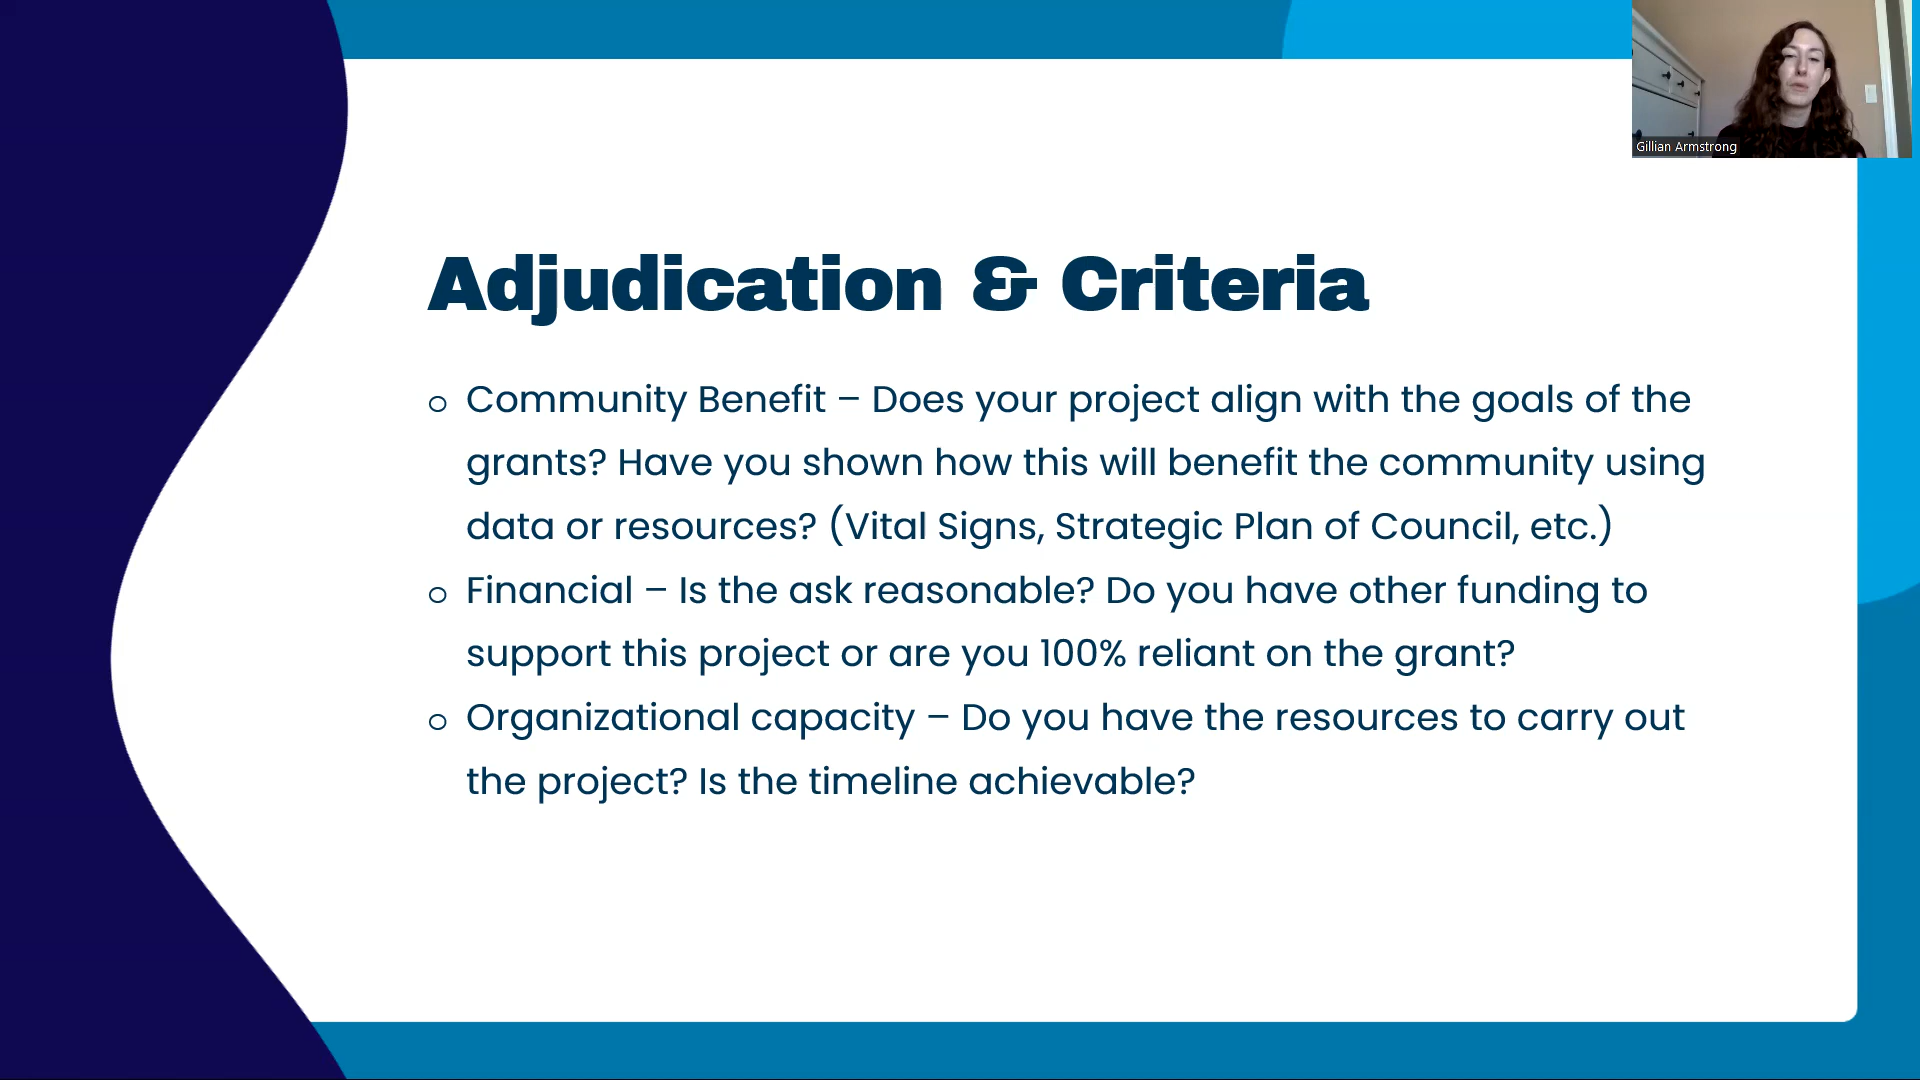 Gillian Armstrong
Adjudication & Criteria
o Community Benefit – Does your project align with the goals of the
grants? Have you shown how this will benefit the community using
data or resources? (Vital Signs, Strategic Plan of Council, etc.)
o Financial – Is the ask reasonable? Do you have other funding to
support this project or are you 100% reliant on the grant?
o Organizational capacity – Do you have the resources to carry out
the project? Is the timeline achievable?